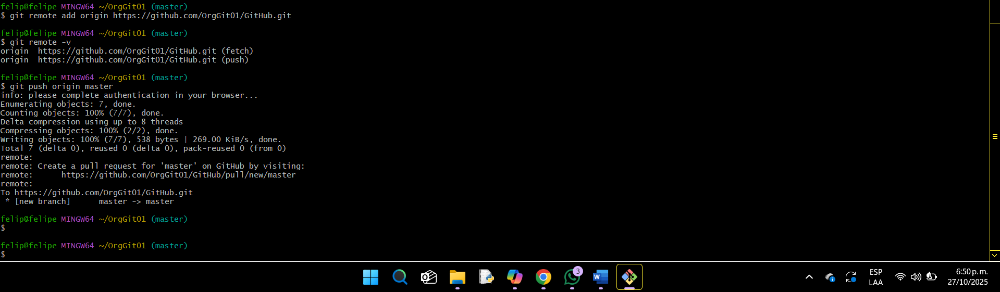 felip@felipe MINGW64 ~/OrgGit01 (master)
$ git remote add origin https://github.com/OrgGit01/GitHub.git
felip@felipe MINGW64 ~/OrgGit01 (master)
$ git remote -v
origin  https://github.com/OrgGit01/GitHub.git (fetch)
origin  https://github.com/OrgGit01/GitHub.git (push)
felip@felipe MINGW64 ~/OrgGit01 (master)
$ git push origin master
info: please complete authentication in your browser...
Enumerating objects: 7, done.
Counting objects: 100% (7/7), done.
Delta compression using up to 8 threads
Compressing objects: 100% (2/2), done.
Writing objects: 100% (7/7), 538 bytes | 269.00 KiB/s, done.
Total 7 (delta 0), reused 0 (delta 0), pack-reused 0 (from 0)
remote:
remote: Create a pull request for 'master' on GitHub by visiting:
remote:      https://github.com/OrgGit01/GitHub/pull/new/master
remote:
To https://github.com/OrgGit01/GitHub.git
 * [new branch]      master -> master
felip@felipe MINGW64 ~/OrgGit01 (master)
$
felip@felipe MINGW64 ~/OrgGit01 (master)
$
3
ESP
LAA
6:50 p. m.
27/10/2025